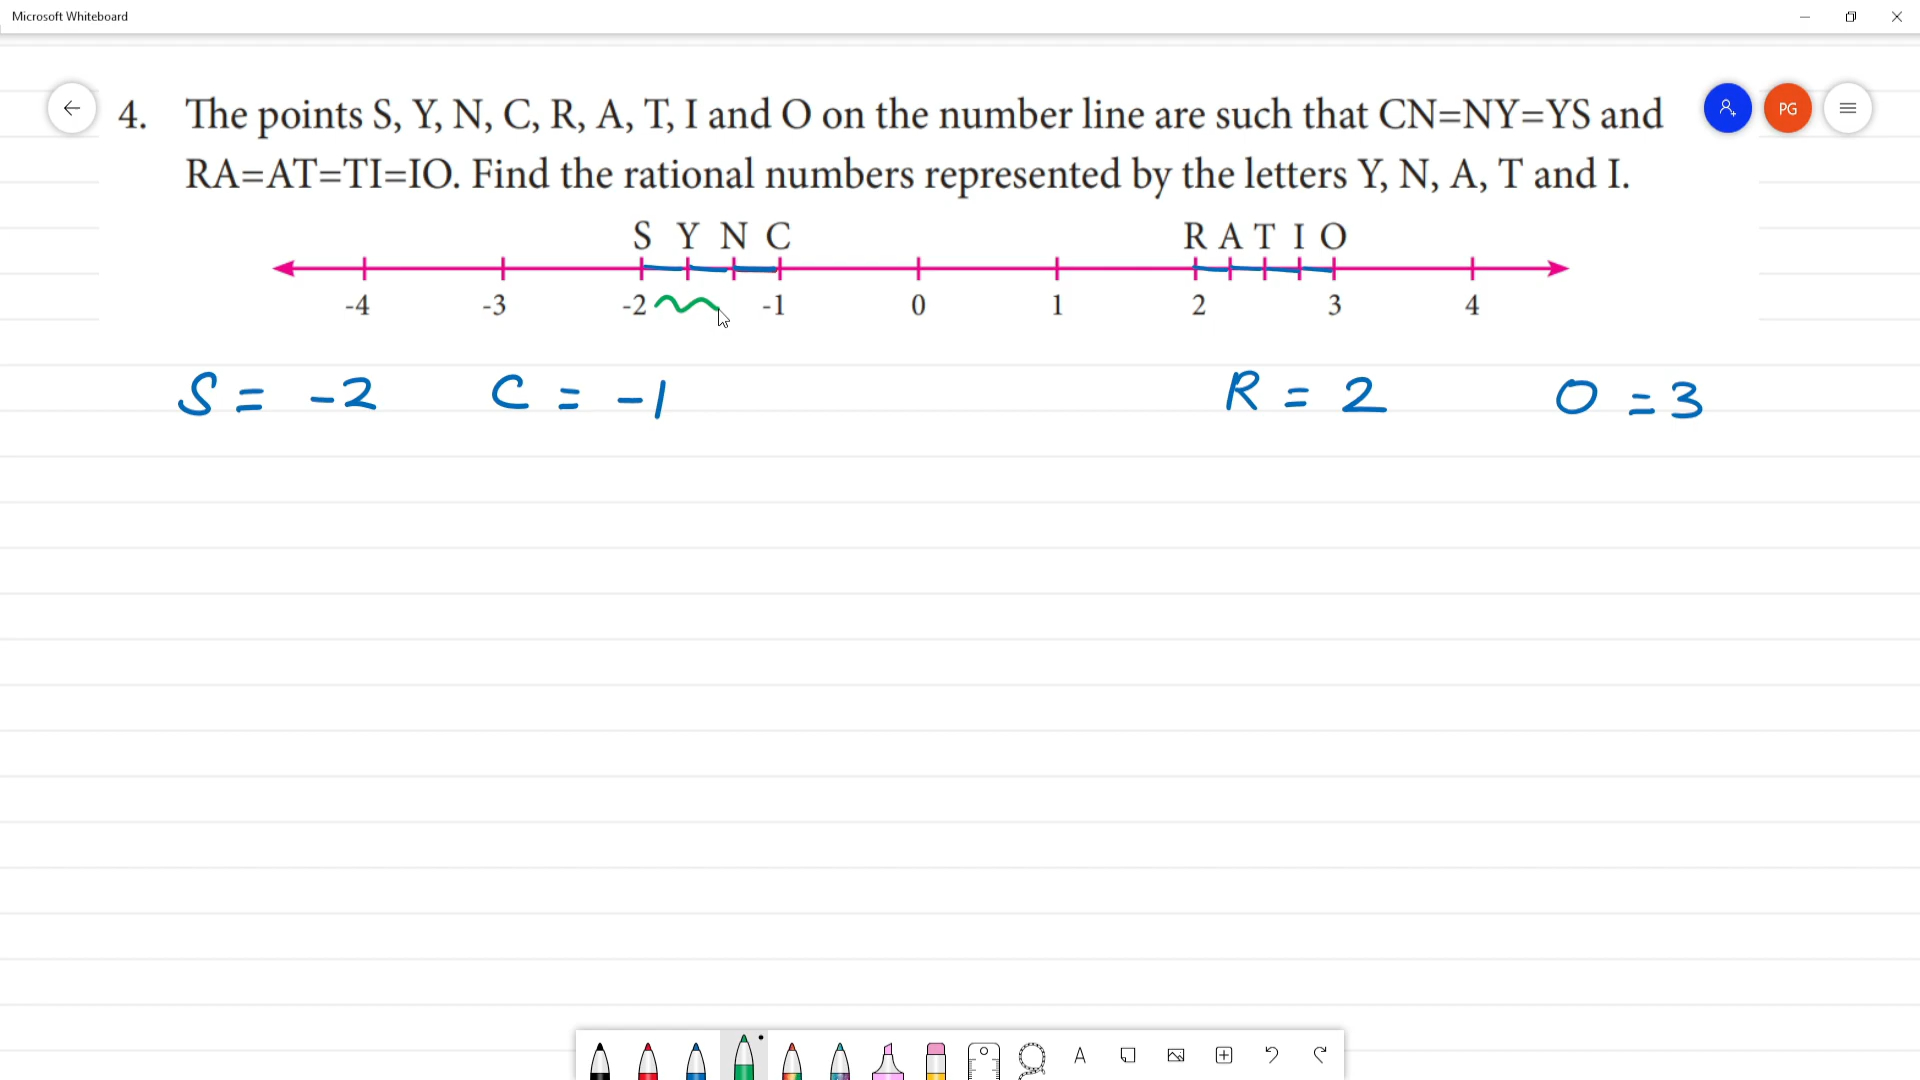 Microsoft Whiteboard
4. The points S, Y, N, C, R, A, T, I and O on the number line are such that CN=NY=YS and
RA=AT=TI=IO. Find the rational numbers represented by the letters Y, N, A, T and I.
PG
S Y N C R A T I O
-4 -3 -2 -1 0 1 2 3 4
S = -2 C = -1 R = 2 O = 3
A